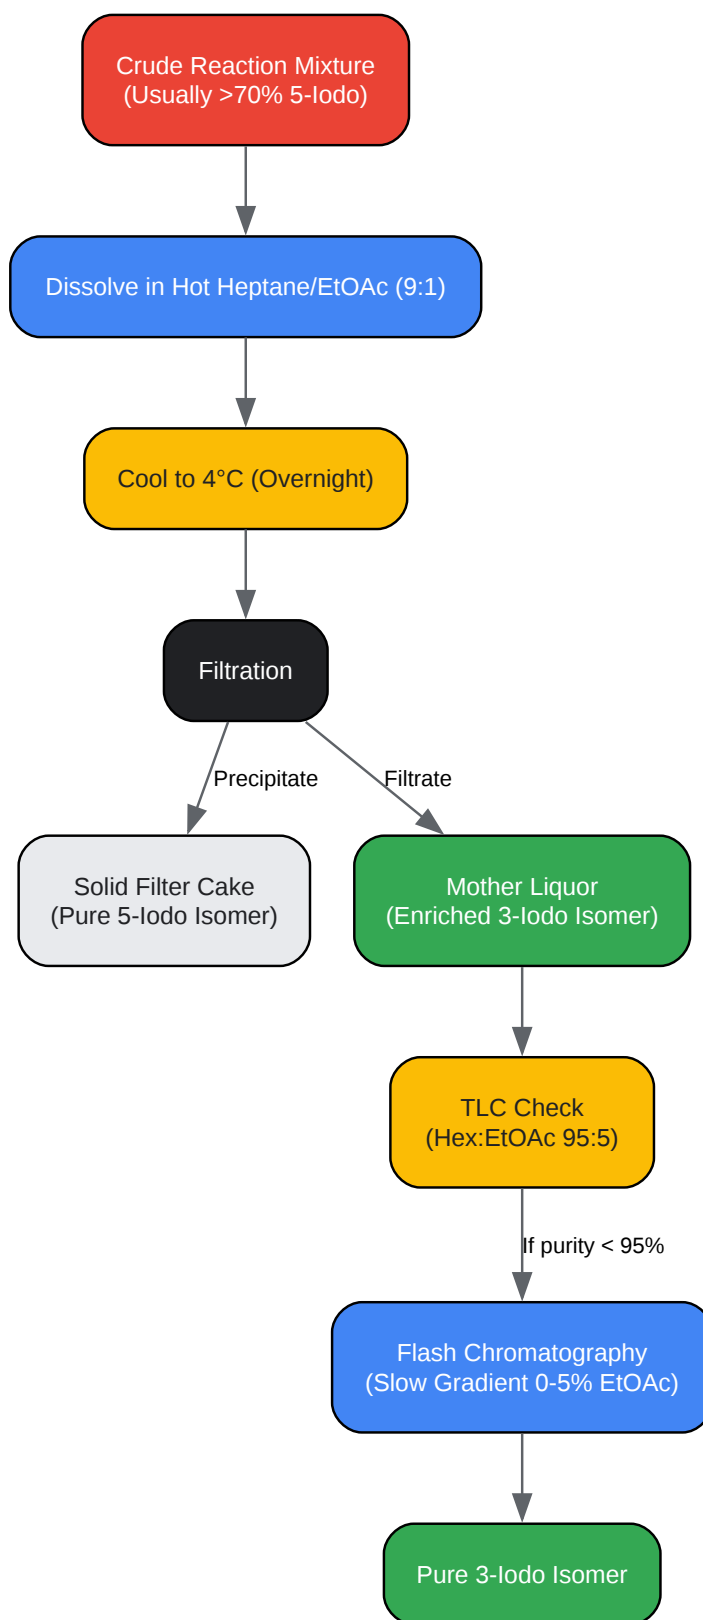 Crude Reaction Mixture
(Usually >70% 5-Iodo)
Dissolve in Hot Heptane/EtOAc (9:1)
Cool to 4°C (Overnight)
Filtration
Precipitate
Filtrate
Solid Filter Cake
(Pure 5-Iodo Isomer)
Mother Liquor
(Enriched 3-Iodo Isomer)
TLC Check
(Hex:EtOAc 95:5)
If purity < 95%
Flash Chromatography
(Slow Gradient 0-5% EtOAc)
Pure 3-Iodo Isomer